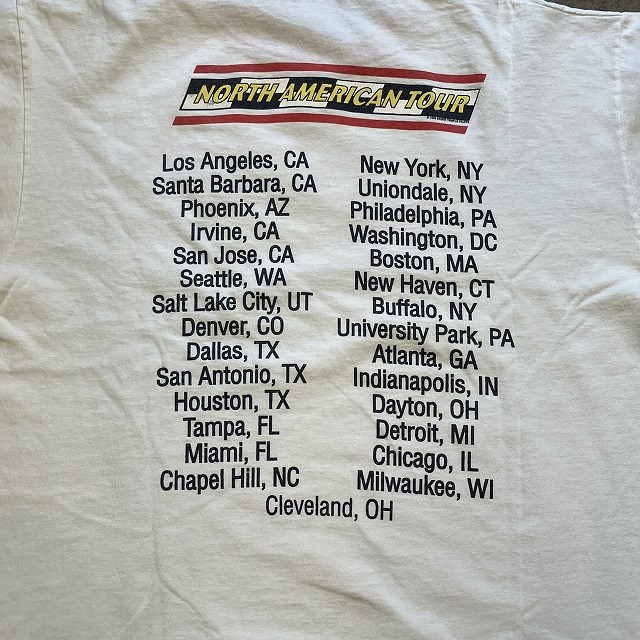 NORTH AMERICAN TOUR
Los Angeles, CA
Santa Barbara, CA
Phoenix, AZ
Irvine, CA
San Jose, CA
Seattle, WA
Salt Lake City, UT
Denver, CO
Dallas, TX
San Antonio, TX
Houston, TX
Tampa, FL
Miami, FL
Chapel Hill, NC
New York, NY
Uniondale, NY
Philadelphia, PA
Washington, DC
Boston, MA
New Haven, CT
Buffalo, NY
University Park, PA
Atlanta, GA
Indianapolis, IN
Dayton, OH
Detroit, MI
Chicago, IL
Milwaukee, WI
Cleveland, OH